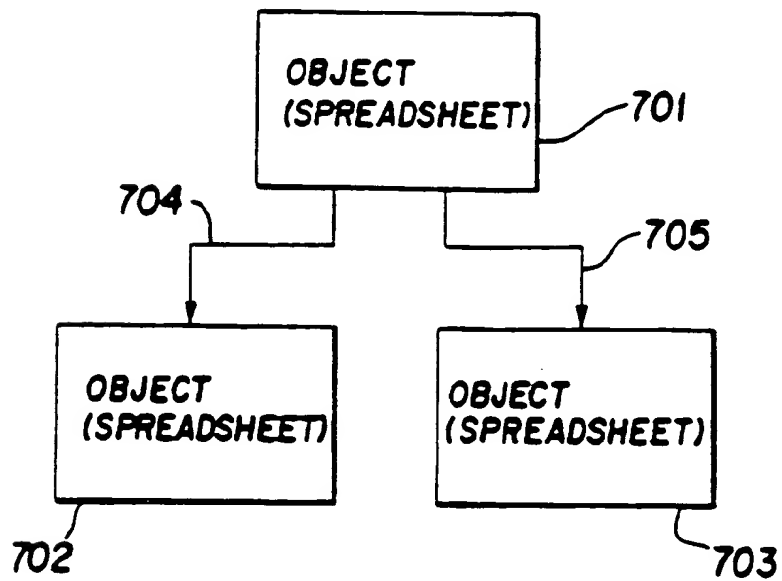 OBJECT
(SPREADSHEET)
701
704
705
OBJECT
(SPREADSHEET)
OBJECT
(SPREADSHEET)
702
703